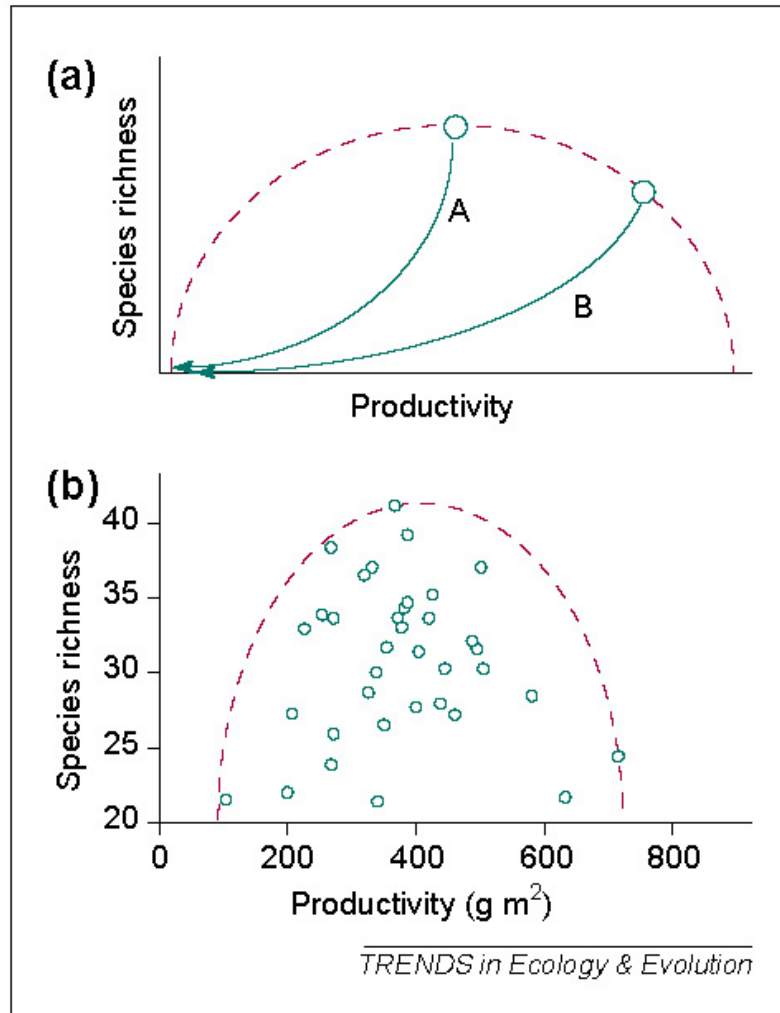 (a)
Species richness
A
B
Productivity
(b)
Species richness
40
35
30
25
20
0 200 400 600 800
Productivity (g m²)
TRENDS in Ecology & Evolution